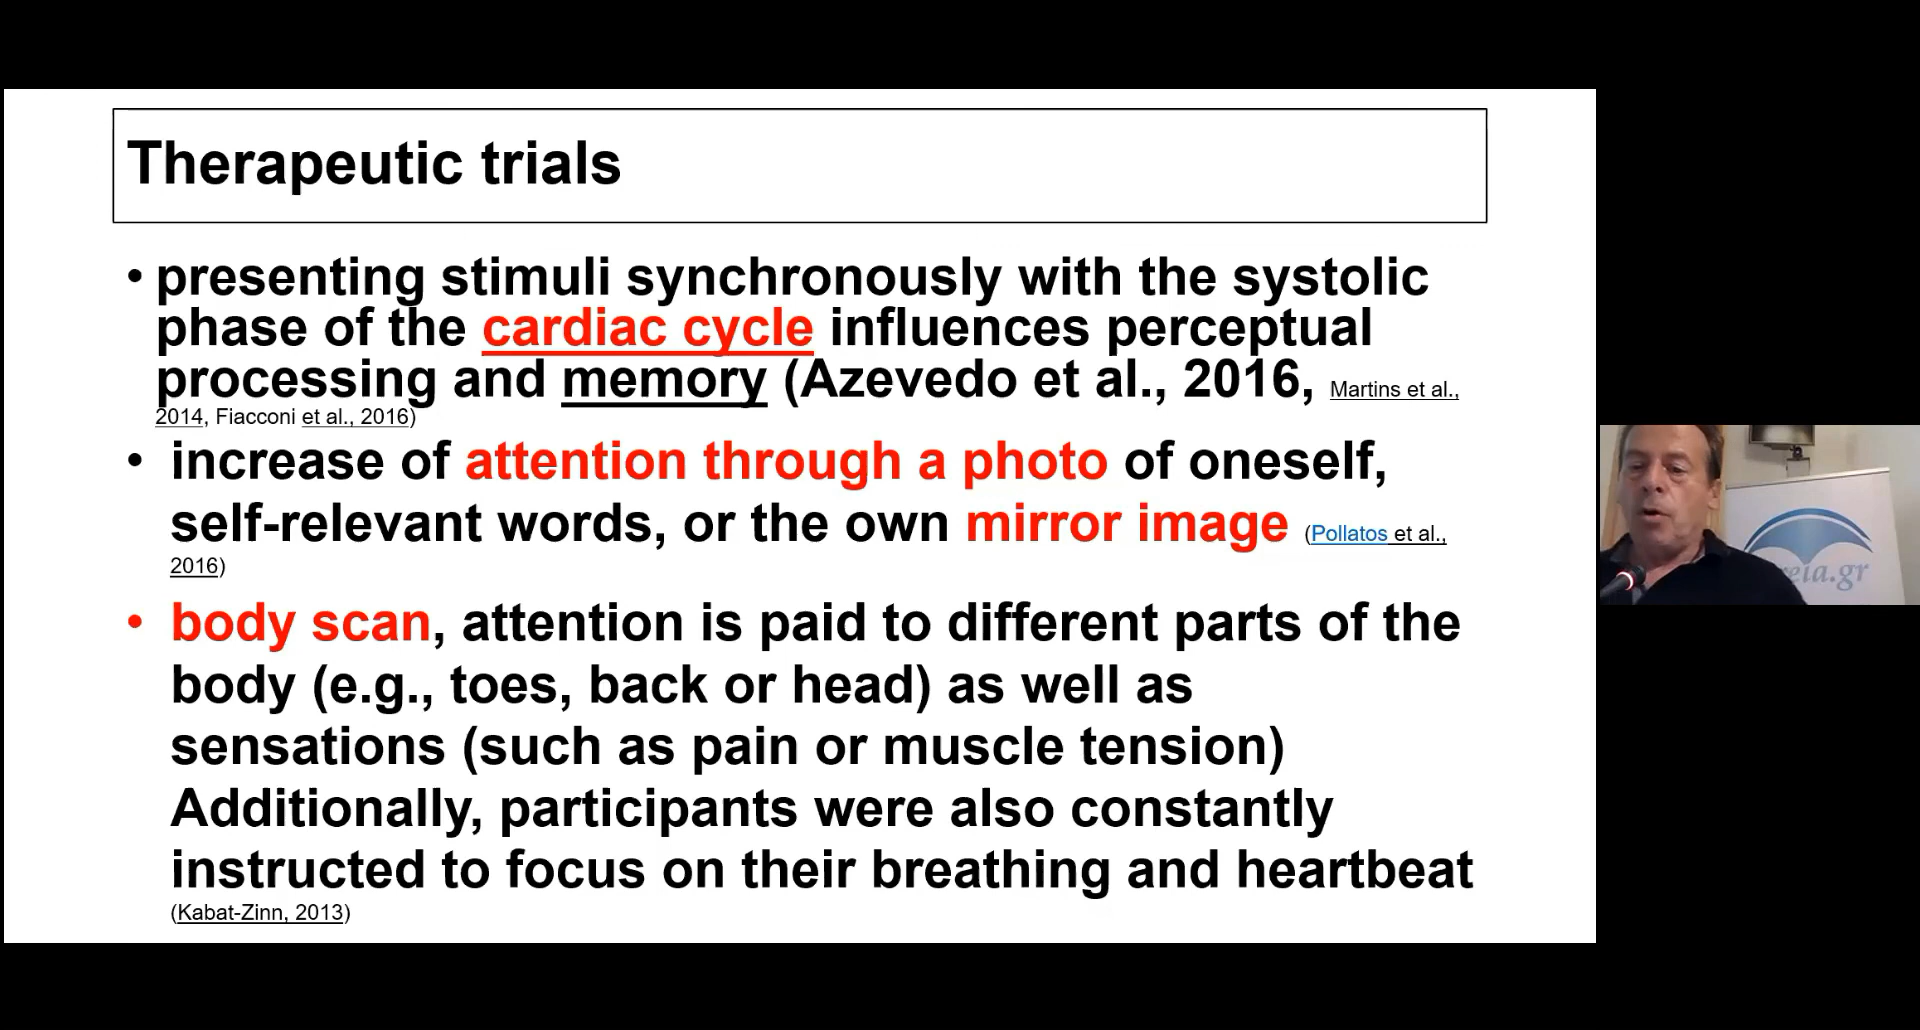 Therapeutic trials
• presenting stimuli synchronously with the systolic
phase of the cardiac cycle influences perceptual
processing and memory (Azevedo et al., 2016, Martins et al.,
2014, Fiacconi et al., 2016)
• increase of attention through a photo of oneself,
self-relevant words, or the own mirror image (Pollatos et al.,
2016)
• body scan, attention is paid to different parts of the
body (e.g., toes, back or head) as well as
sensations (such as pain or muscle tension)
Additionally, participants were also constantly
instructed to focus on their breathing and heartbeat
(Kabat-Zinn, 2013)
eia.gr